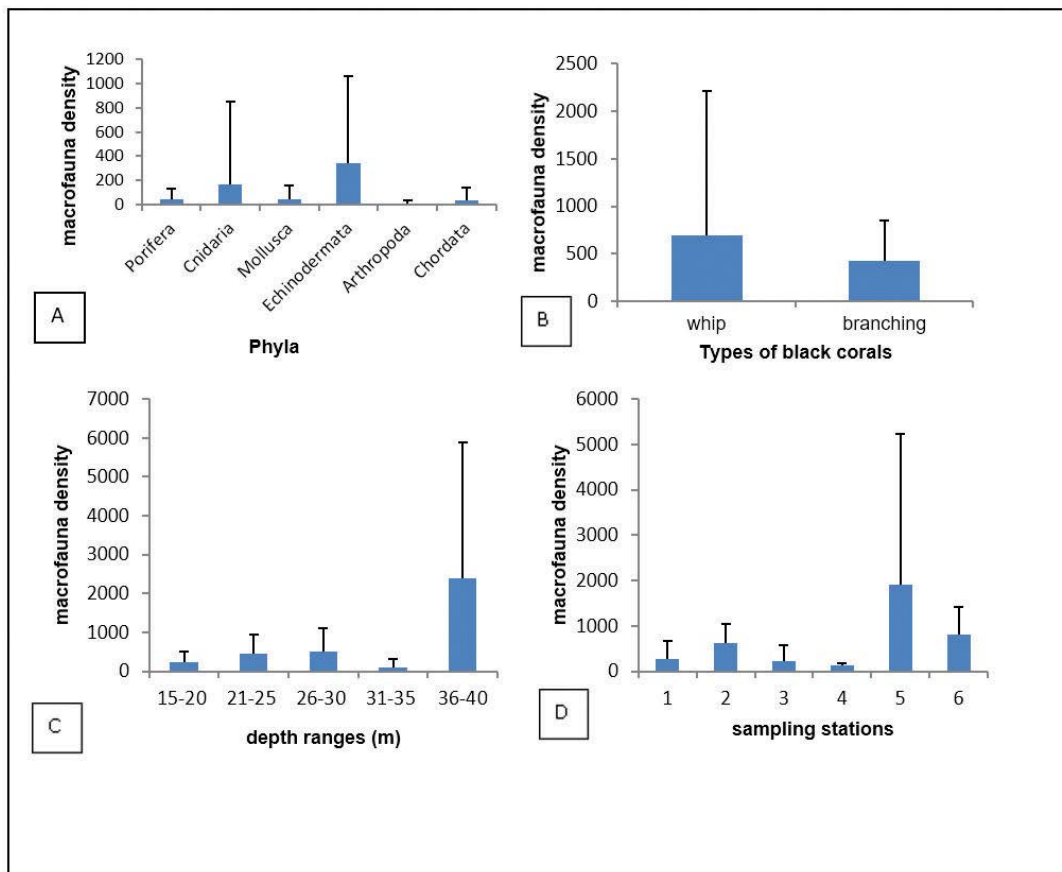 macrofauna density
1200
1000
800
600
400
200
0
Porifera
Cnidaria
Mollusca
Echinodermata
Arthropoda
Chordata
Phyla
A
macrofauna density
2500
2000
1500
1000
500
0
whip branching
Types of black corals
B
macrofauna density
7000
6000
5000
4000
3000
2000
1000
0
15-20 21-25 26-30 31-35 36-40
depth ranges (m)
C
macrofauna density
6000
5000
4000
3000
2000
1000
0
1 2 3 4 5 6
sampling stations
D